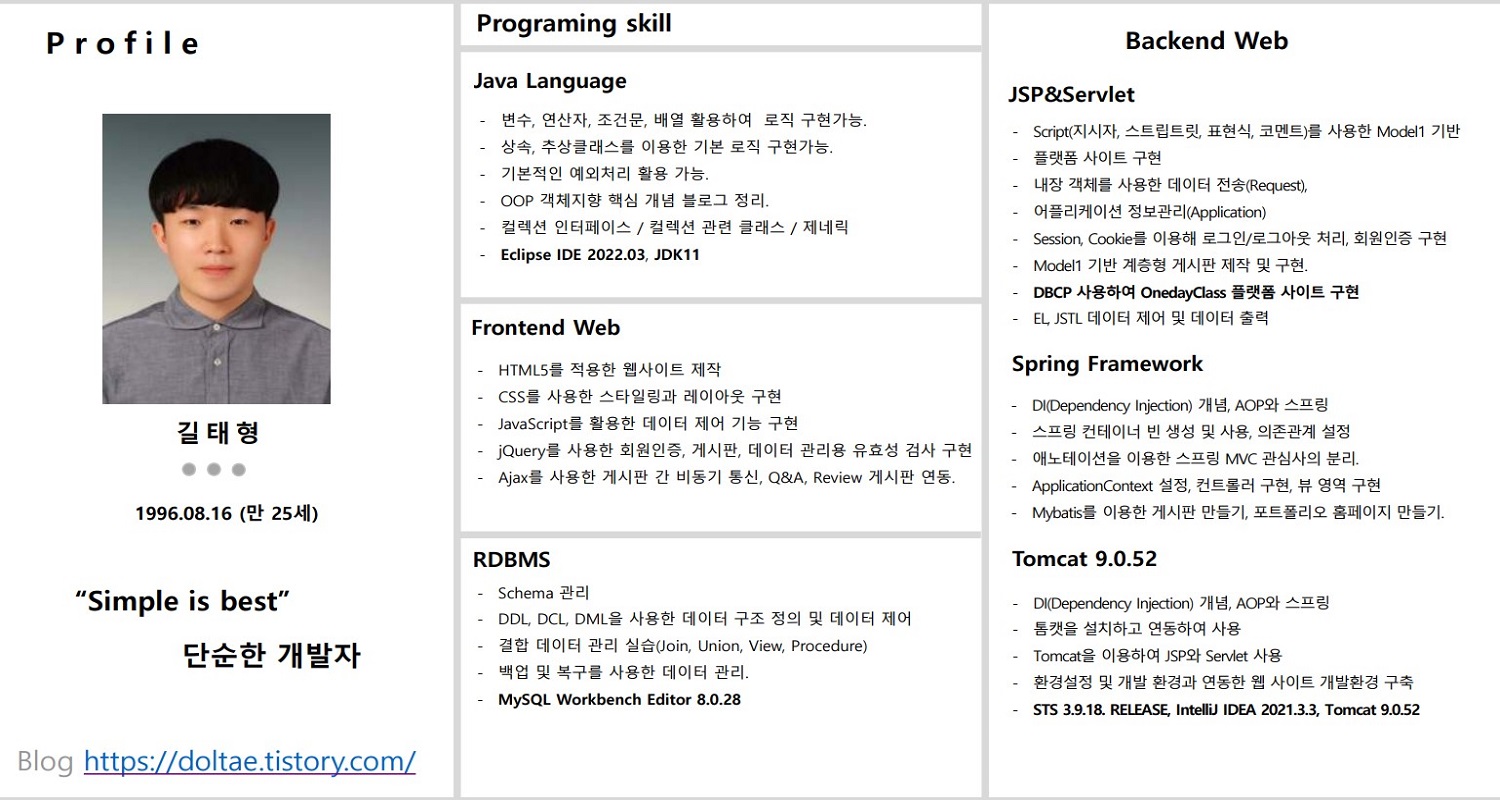 Profile
길태형
1996.08.16 (만 25세)
“Simple is best”
단순한 개발자
Blog https://doltae.tistory.com/
Programing skill
Java Language
- 변수, 연산자, 조건문, 배열 활용하여 로직 구현가능.
- 상속, 추상클래스를 이용한 기본 로직 구현가능.
- 기본적인 예외처리 활용 가능.
- OOP 객체지향 핵심 개념 블로그 정리.
- 컬렉션 인터페이스 / 컬렉션 관련 클래스 / 제네릭
- Eclipse IDE 2022.03, JDK11
Frontend Web
- HTML5를 적용한 웹사이트 제작
- CSS를 사용한 스타일링과 레이아웃 구현
- JavaScript를 활용한 데이터 제어 기능 구현
- jQuery를 사용한 회원인증, 게시판, 데이터 관리용 유효성 검사 구현
- Ajax를 사용한 게시판 간 비동기 통신, Q&A, Review 게시판 연동.
RDBMS
- Schema 관리
- DDL, DCL, DML을 사용한 데이터 구조 정의 및 데이터 제어
- 결합 데이터 관리 실습(Join, Union, View, Procedure)
- 백업 및 복구를 사용한 데이터 관리.
- MySQL Workbench Editor 8.0.28
Backend Web
JSP&Servlet
- Script(지시자, 스트립트릿, 표현식, 코멘트)를 사용한 Model1 기반
- 플랫폼 사이트 구현
- 내장 객체를 사용한 데이터 전송(Request),
- 어플리케이션 정보관리(Application)
- Session, Cookie를 이용해 로그인/로그아웃 처리, 회원인증 구현
- Model1 기반 계층형 게시판 제작 및 구현.
- DBCP 사용하여 OnedayClass 플랫폼 사이트 구현
- EL, JSTL 데이터 제어 및 데이터 출력
Spring Framework
- DI(Dependency Injection) 개념, AOP와 스프링
- 스프링 컨테이너 빈 생성 및 사용, 의존관계 설정
- 애노테이션을 이용한 스프링 MVC 관심사의 분리.
- ApplicationContext 설정, 컨트롤러 구현, 뷰 영역 구현
- Mybatis를 이용한 게시판 만들기, 포트폴리오 홈페이지 만들기.
Tomcat 9.0.52
- DI(Dependency Injection) 개념, AOP와 스프링
- 톰캣을 설치하고 연동하여 사용
- Tomcat을 이용하여 JSP와 Servlet 사용
- 환경설정 및 개발 환경과 연동한 웹 사이트 개발환경 구축
- STS 3.9.18. RELEASE, IntelliJ IDEA 2021.3.3, Tomcat 9.0.52